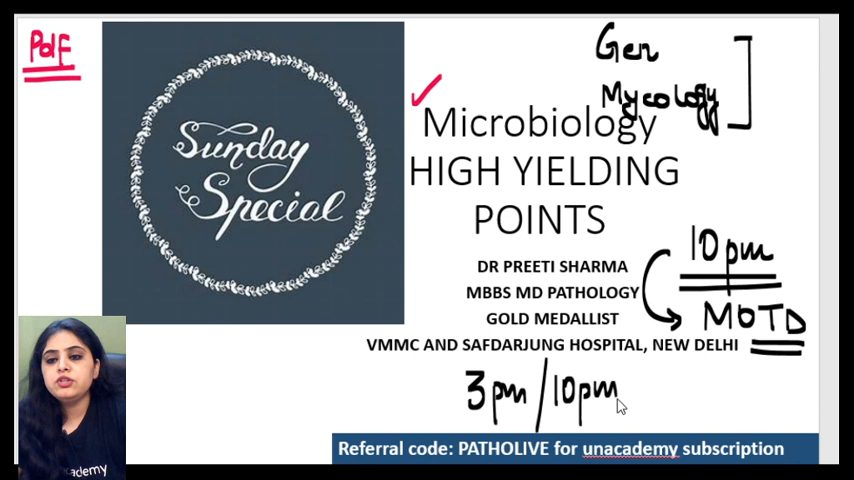 Pdf
Sunday
Special
Gen
Mycology
Microbiology
HIGH YIELDING
POINTS
10pm
MOTD
DR PREETI SHARMA
MBBS MD PATHOLOGY
GOLD MEDALLIST
VMMC AND SAFDARJUNG HOSPITAL, NEW DELHI
3pm/10pm
Referral code: PATHOLIVE for unacademy subscription
cademy